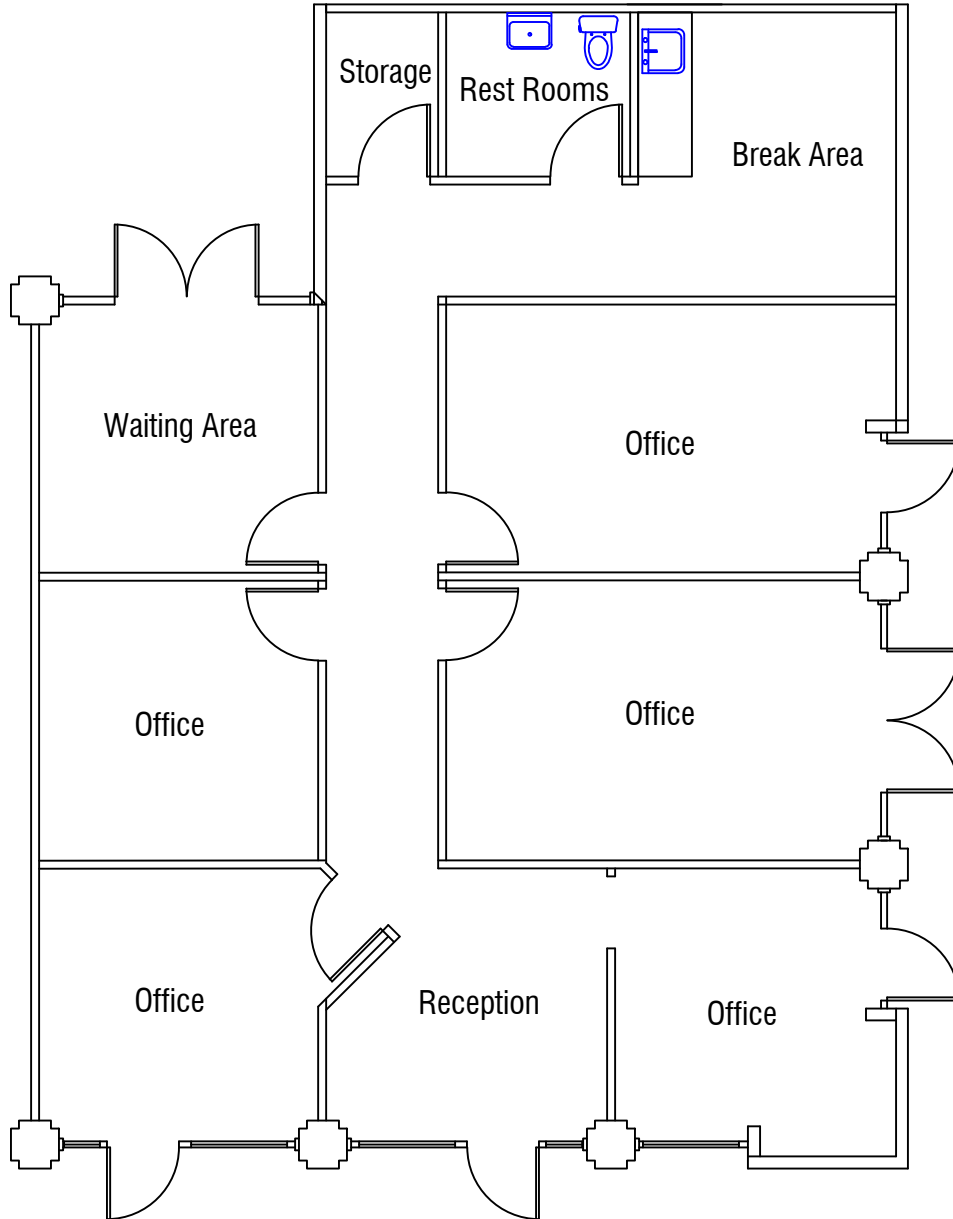 Storage
Rest Rooms
Break Area
Waiting Area
Office
Office
Office
Office
Reception
Office